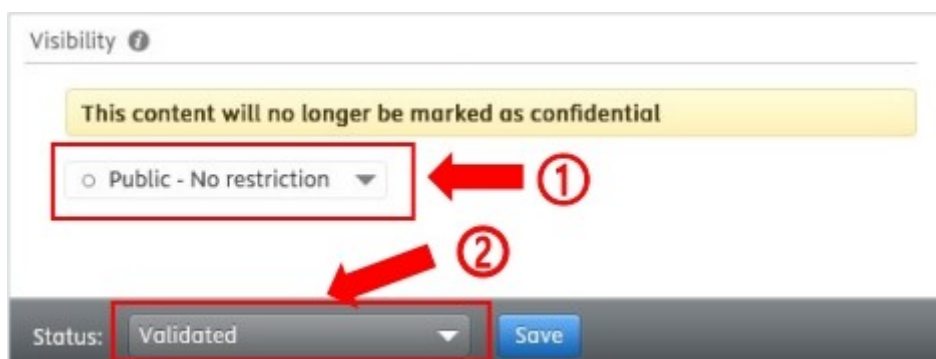 Visibility
This content will no longer be marked as confidential
Public - No restriction
①
②
Status: Validated Save